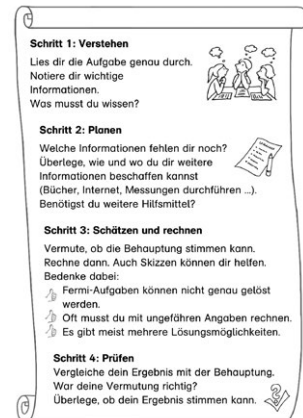 Schritt 1: Verstehen
Lies dir die Aufgabe genau durch.
Notiere dir wichtige
Informationen.
Was musst du wissen?
Schritt 2: Planen
Welche Informationen fehlen dir noch?
Überlege, wie und wo du dir weitere
Informationen beschaffen kannst
(Bücher, Internet, Messungen durchführen ...).
Benötigst du weitere Hilfsmittel?
Schritt 3: Schätzen und rechnen
Vermute, ob die Behauptung stimmen kann.
Rechne dann. Auch Skizzen können dir helfen.
Bedenke dabei:
Fermi-Aufgaben können nicht genau gelöst
werden.
Oft musst du mit ungefähren Angaben rechnen.
Es gibt meist mehrere Lösungsmöglichkeiten.
Schritt 4: Prüfen
Vergleiche dein Ergebnis mit der Behauptung.
War deine Vermutung richtig?
Überlege, ob dein Ergebnis stimmen kann.